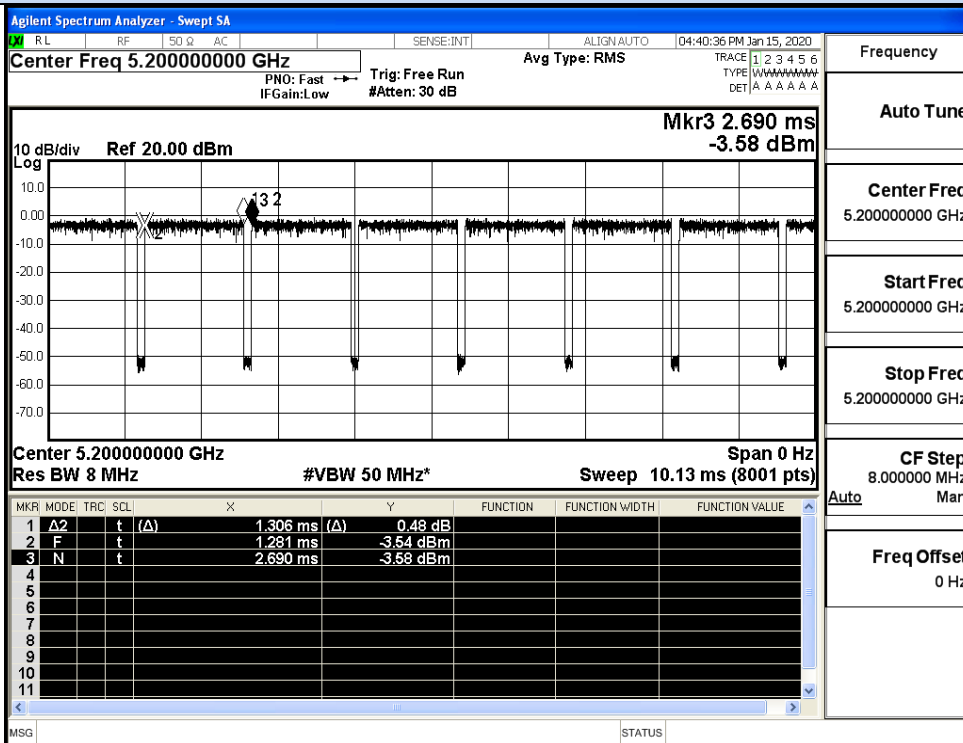 Agilent Spectrum Analyzer - Swept SA
LXI RL RF 50 Ω AC SENSE:INT ALIGN AUTO 04:40:36 PM Jan 15, 2020
Center Freq 5.200000000 GHz
PNO: Fast
IFGain:Low
Trig: Free Run
#Atten: 30 dB
Avg Type: RMS
TRACE 1 2 3 4 5 6
TYPE WWWWWW
DET A A A A A A
Mkr3 2.690 ms
-3.58 dBm
10 dB/div Ref 20.00 dBm
Log
10.0
0.00
-10.0
-20.0
-30.0
-40.0
-50.0
-60.0
-70.0
13 2
2
Center 5.200000000 GHz Span 0 Hz
Res BW 8 MHz #VBW 50 MHz* Sweep 10.13 ms (8001 pts)
MKR MODE TRC SCL X Y FUNCTION FUNCTION WIDTH FUNCTION VALUE
1 Δ2 t (Δ) 1.306 ms (Δ) 0.48 dB
2 F t 1.281 ms -3.54 dBm
3 N t 2.690 ms -3.58 dBm
4
5
6
7
8
9
10
11
MSG STATUS
Frequency
Auto Tune
Center Freq
5.200000000 GHz
Start Freq
5.200000000 GHz
Stop Freq
5.200000000 GHz
CF Step
8.000000 MHz
Auto Man
Freq Offset
0 Hz